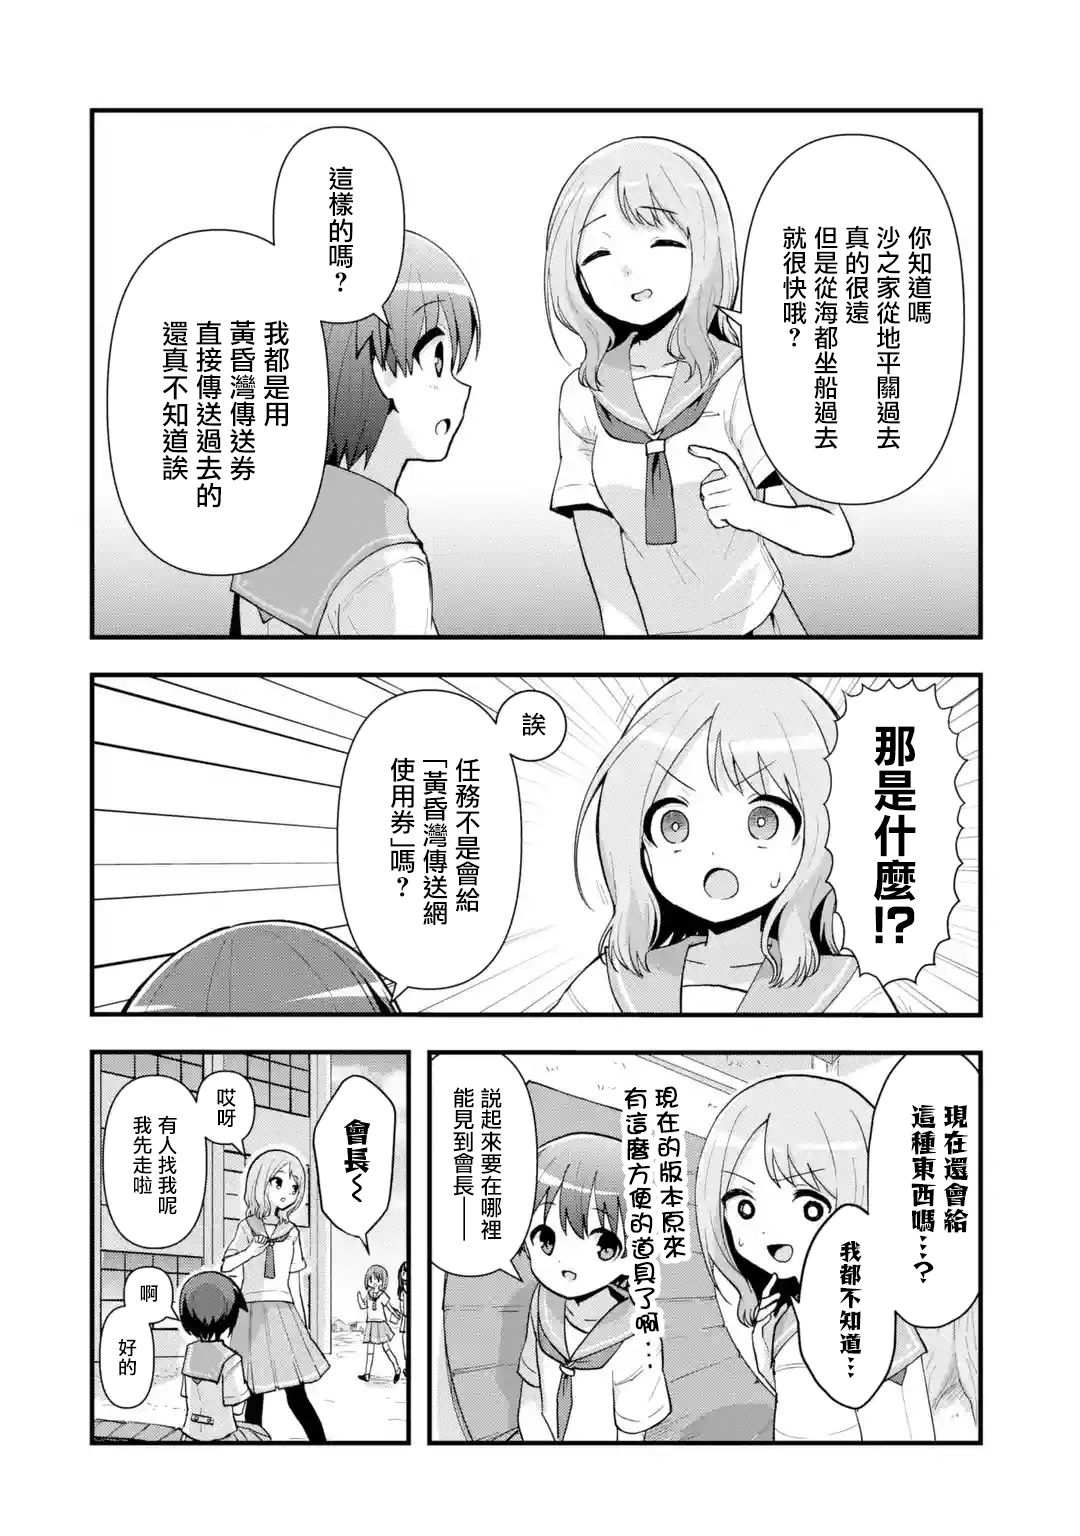 你知道嗎
沙之家從地平關過去
真的很遠
但是從海都坐船過去
就很快哦？
這樣的嗎？
我都是用
黃昏灣傳送券
直接傳送過去的
還真不知道誒
那是什麼!?
誒
任務不是會給
「黃昏灣傳送網
使用券」嗎？
現在還會給
這種東西嗎…？
我都不知道…
現在的版本原來
有這麼方便的道具了啊…
說起來要在哪裡
能見到會長——
會長～
哎呀
有人找我呢
我先走啦
啊
好的